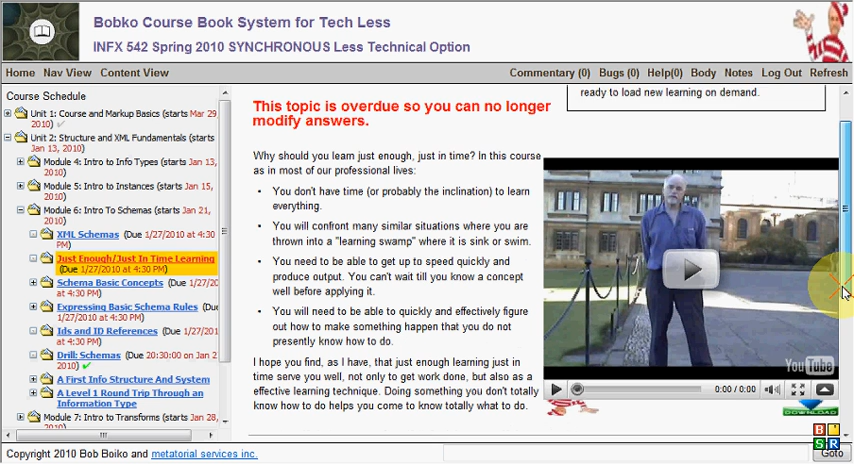 Bobko Course Book System for Tech Less
INFX 542 Spring 2010 SYNCHRONOUS Less Technical Option
Home Nav View Content View Commentary (0) Bugs (0) Help(0) Body Notes Log Out Refresh
Course Schedule
Unit 1: Course and Markup Basics (starts Mar 29,
2010)
Unit 2: Structure and XML Fundamentals (starts
Jan 13, 2010)
Module 4: Intro to Info Types (starts Jan 13,
2010)
Module 5: Intro to Instances (starts Jan 15,
2010)
Module 6: Intro To Schemas (starts Jan 21,
2010)
XML Schemas (Due 1/27/2010 at 4:30
PM)
Just Enough/Just In Time Learning
(Due 1/27/2010 at 4:30 PM)
Schema Basic Concepts (Due 1/27/20
at 4:30 PM)
Expressing Basic Schema Rules (Due
1/27/2010 at 4:30 PM)
Ids and ID References (Due 1/27/20
at 4:30 PM)
Drill: Schemas (Due 20:30:00 on Jan 2
2010)
A First Info Structure And System
A Level 1 Round Trip Through an
Information Type
Module 7: Intro to Transforms (starts Jan 28,
2010)
ready to load new learning on demand.
This topic is overdue so you can no longer
modify answers.
Why should you learn just enough, just in time? In this course
as in most of our professional lives:
• You don't have time (or probably the inclination) to learn
everything.
• You will confront many similar situations where you are
thrown into a "learning swamp" where it is sink or swim.
• You need to be able to get up to speed quickly and
produce output. You can't wait till you know a concept
well before applying it.
• You will need to be able to quickly and effectively figure
out how to make something happen that you do not
presently know how to do.
I hope you find, as I have, that just enough learning just in
time serve you well, not only to get work done, but also as a
effective learning technique. Doing something you don't totally
know how to do helps you come to know totally what to do.
YouTube
0:00 / 0:00
DOWNLOAD
B
S R
Copyright 2010 Bob Boiko and metatorial services inc.
Goto